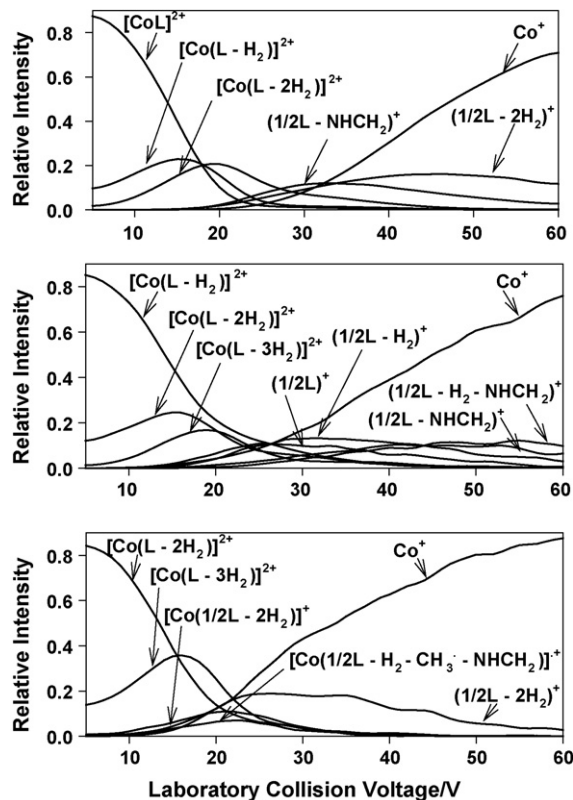 Relative Intensity
0.8
0.6
0.4
0.2
0.0
[CoL]²⁺
[Co(L - H₂)]²⁺
[Co(L - 2H₂)]²⁺
(1/2L - NHCH₂)⁺
Co⁺
(1/2L - 2H₂)⁺
10 20 30 40 50 60
Relative Intensity
0.8
0.6
0.4
0.2
0.0
[Co(L - H₂)]²⁺
[Co(L - 2H₂)]²⁺
[Co(L - 3H₂)]²⁺
(1/2L - H₂)⁺
(1/2L)⁺
Co⁺
(1/2L - H₂ - NHCH₂)⁺
(1/2L - NHCH₂)⁺
10 20 30 40 50 60
Relative Intensity
0.8
0.6
0.4
0.2
0.0
[Co(L - 2H₂)]²⁺
[Co(L - 3H₂)]²⁺
[Co(1/2L - 2H₂)]⁺
Co⁺
[Co(1/2L - H₂ - CH₃˙ - NHCH₂)]˙⁺
(1/2L - 2H₂)⁺
10 20 30 40 50 60
Laboratory Collision Voltage/V